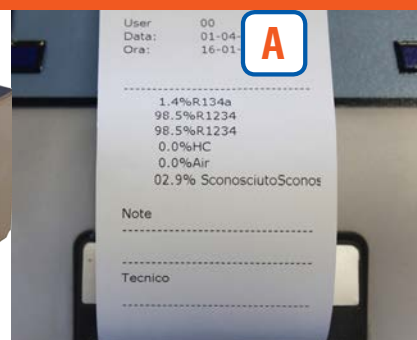 User 00
Data: 01-04-
Ora: 16-01-
A
1.4%R134a
98.5%R1234
98.5%R1234
0.0%HC
0.0%Air
02.9% SconosciutoScono
Note
Tecnico